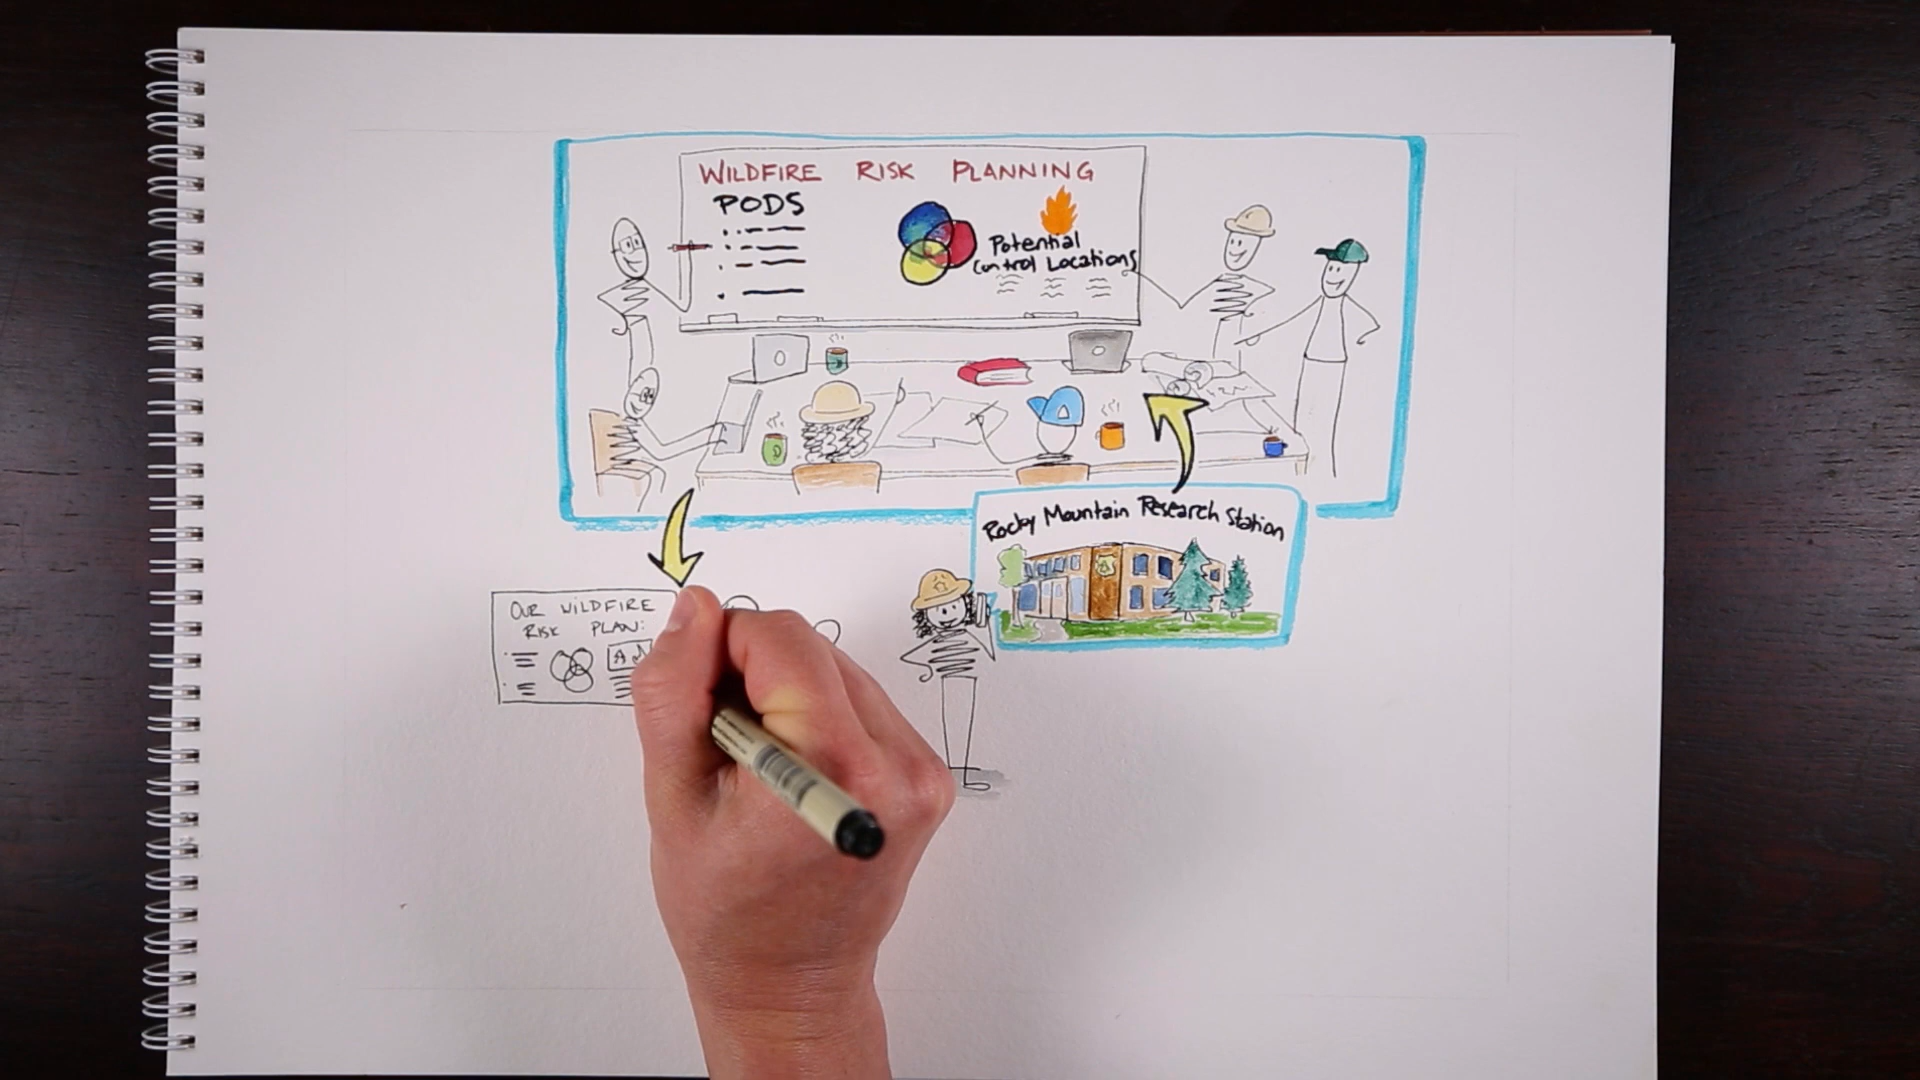 WILDFIRE RISK PLANNING
PODS
Potential
Control Locations
Rocky Mountain Research Station
OUR WILDFIRE
RISK PLAN: